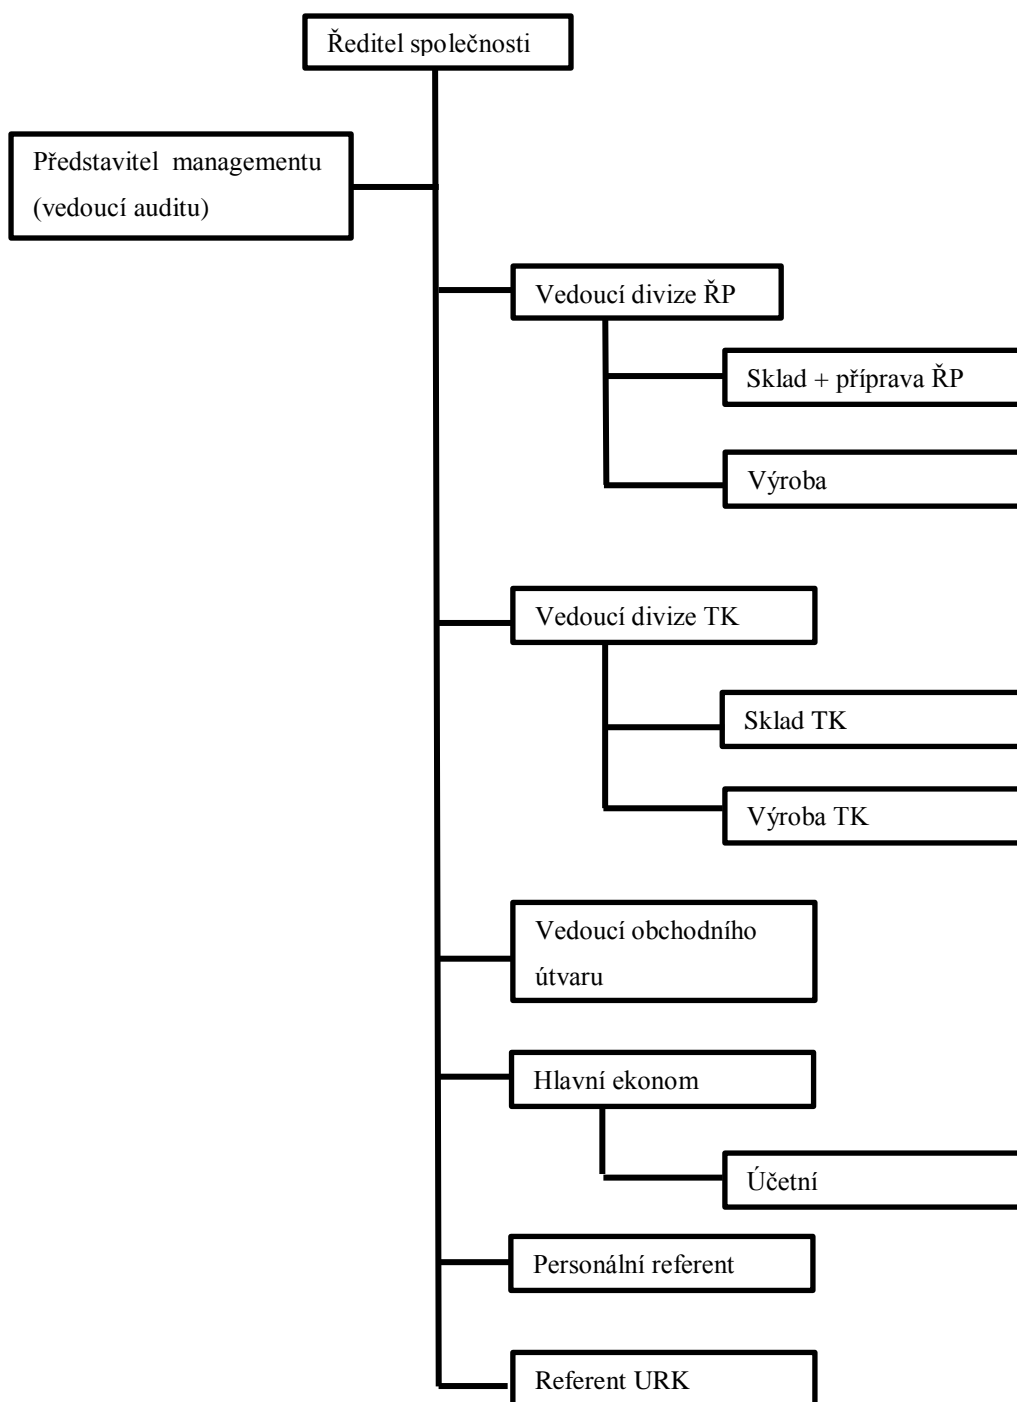 Ředitel společnosti
Představitel managementu
(vedoucí auditu)
Vedoucí divize ŘP
Sklad + příprava ŘP
Výroba
Vedoucí divize TK
Sklad TK
Výroba TK
Vedoucí obchodního
útvaru
Hlavní ekonom
Účetní
Personální referent
Referent URK